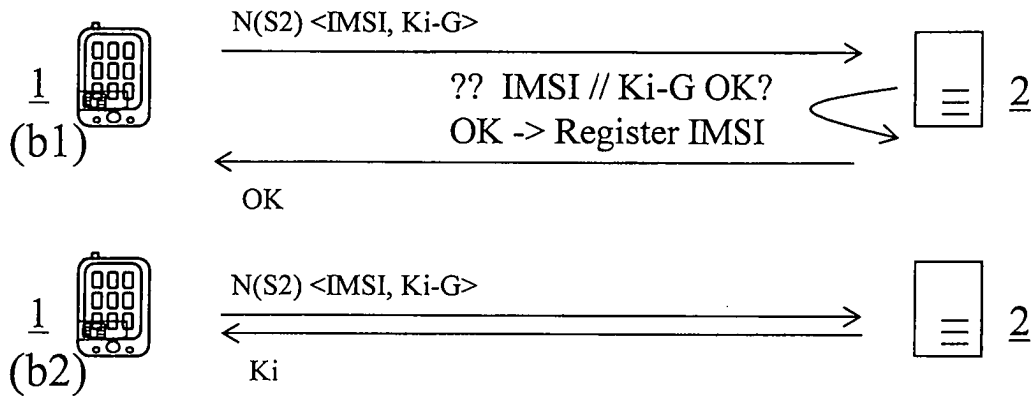 N(S2) <IMSI, Ki-G>
1
?? IMSI // Ki-G OK?
2
(b1)
OK -> Register IMSI
OK
N(S2) <IMSI, Ki-G>
1
2
(b2)
Ki